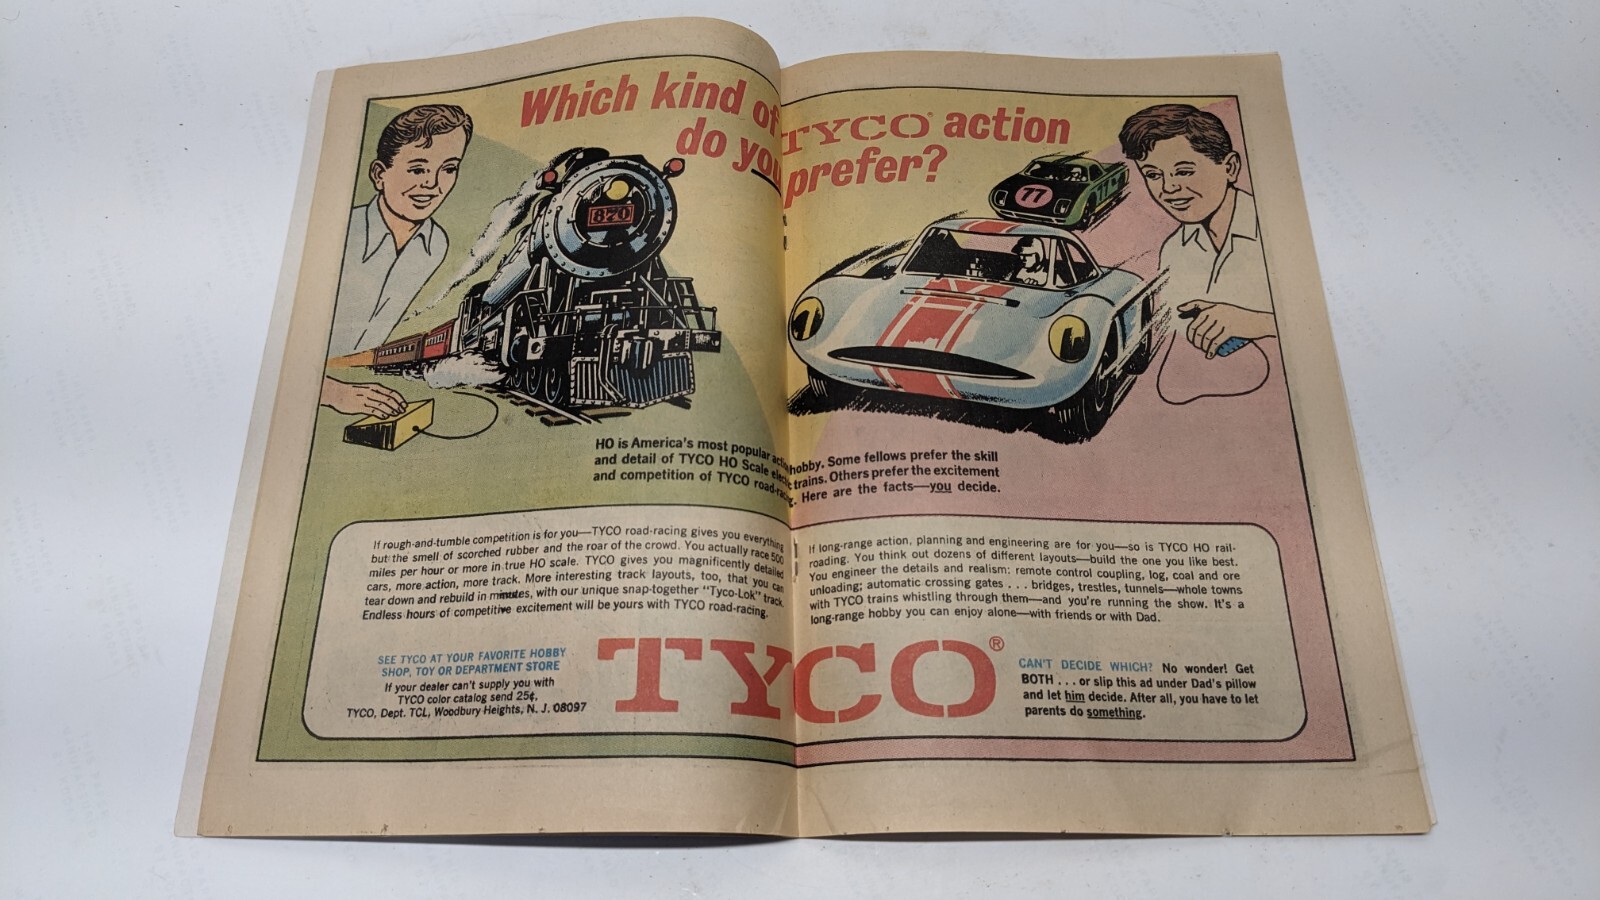 Which kind of TYCO® action
do you prefer?
870
77
77
7
HO is America's most popular action hobby. Some fellows prefer the skill
and detail of TYCO HO Scale electric trains. Others prefer the excitement
and competition of TYCO road-racing. Here are the facts—you decide.
If rough-and-tumble competition is for you—TYCO road-racing gives you everything
but the smell of scorched rubber and the roar of the crowd. You actually race 500
miles per hour or more in true HO scale. TYCO gives you magnificently detailed
cars, more action, more track. More interesting track layouts, too, that you can
tear down and rebuild in minutes, with our unique snap-together "Tyco-Lok" track.
Endless hours of competitive excitement will be yours with TYCO road-racing.
If long-range action, planning and engineering are for you—so is TYCO HO rail-
roading. You think out dozens of different layouts—build the one you like best.
You engineer the details and realism: remote control coupling, log, coal and ore
unloading; automatic crossing gates . . . bridges, trestles, tunnels—whole towns
with TYCO trains whistling through them—and you're running the show. It's a
long-range hobby you can enjoy alone—with friends or with Dad.
SEE TYCO AT YOUR FAVORITE HOBBY
SHOP, TOY OR DEPARTMENT STORE
If your dealer can't supply you with
TYCO color catalog send 25¢,
TYCO, Dept. TCL, Woodbury Heights, N. J. 08097
TYCO®
CAN'T DECIDE WHICH? No wonder! Get
BOTH . . . or slip this ad under Dad's pillow
and let him decide. After all, you have to let
parents do something.